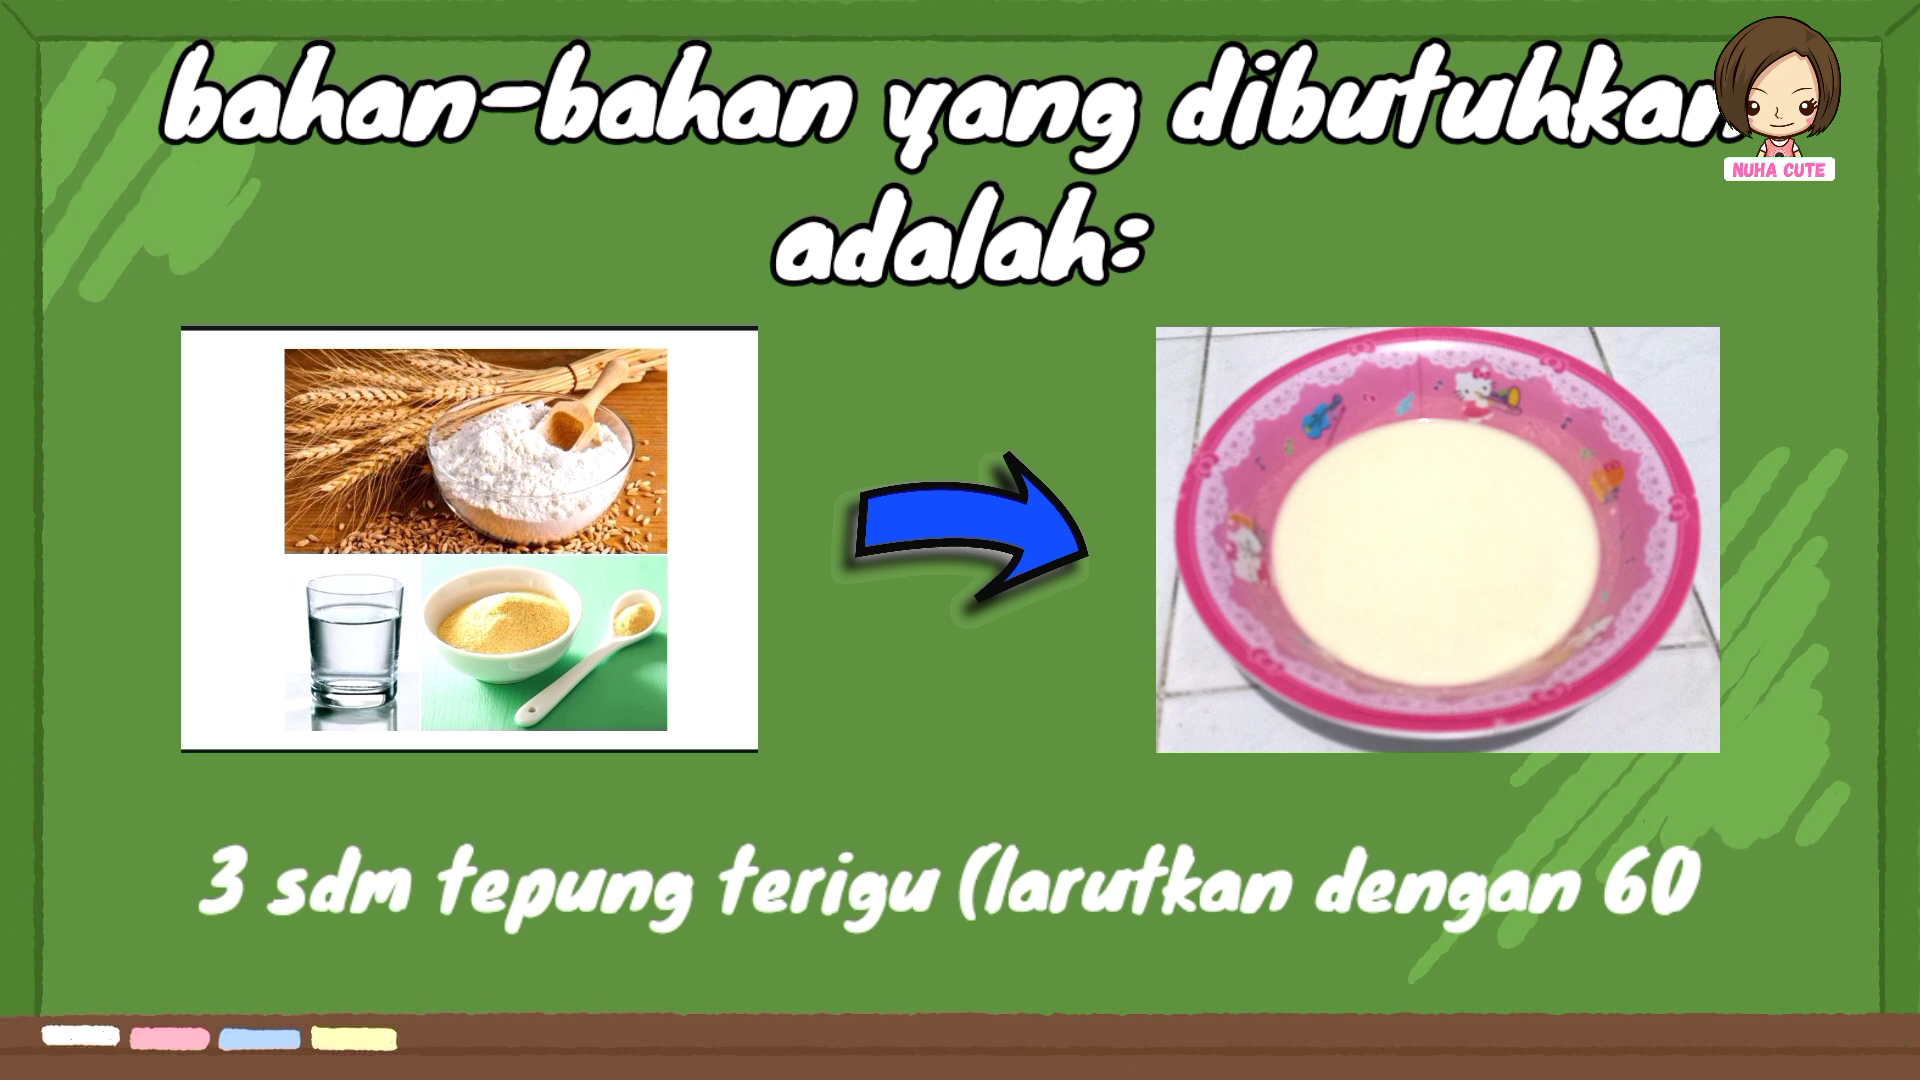 bahan-bahan yang dibutuhkan
adalah:
NUHA CUTE
3 sdm tepung terigu (larutkan dengan 60